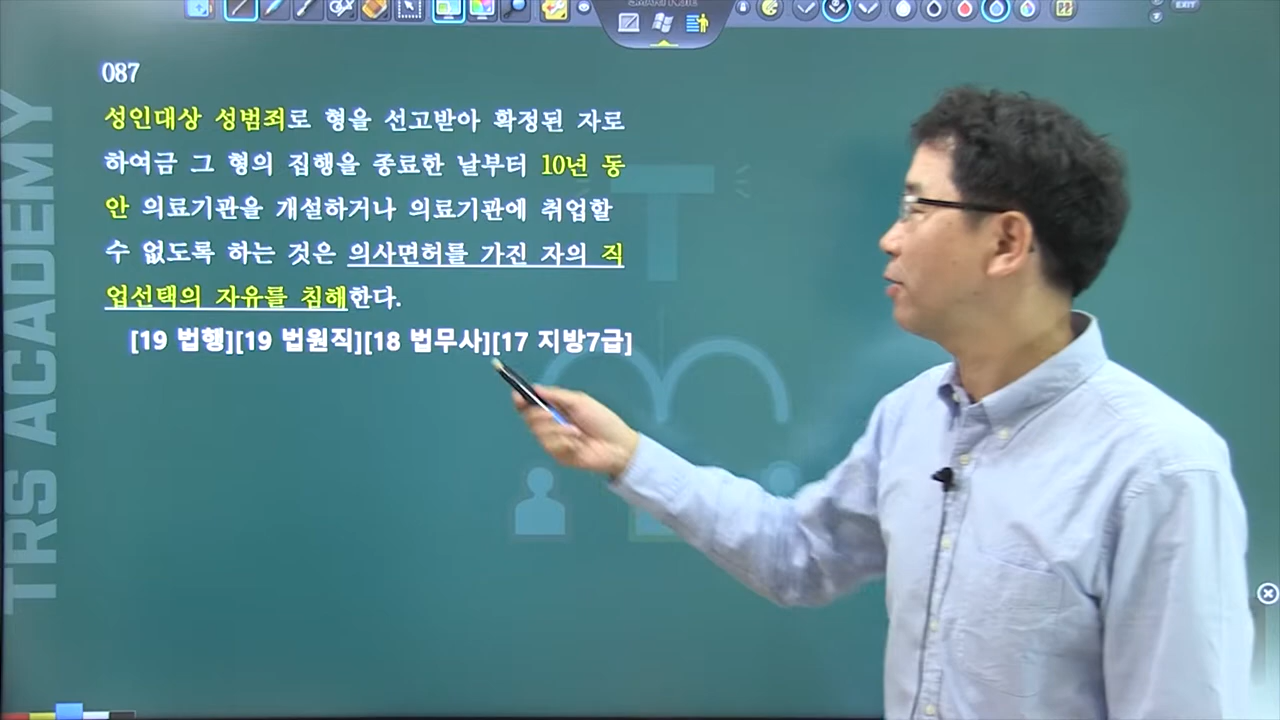 SMART NOTE
EXIT
087
성인대상 성범죄로 형을 선고받아 확정된 자로
하여금 그 형의 집행을 종료한 날부터 10년 동
안 의료기관을 개설하거나 의료기관에 취업할
수 없도록 하는 것은 의사면허를 가진 자의 직
업선택의 자유를 침해한다.
[19 법행][19 법원직][18 법무사][17 지방7급]
TRS ACADEMY